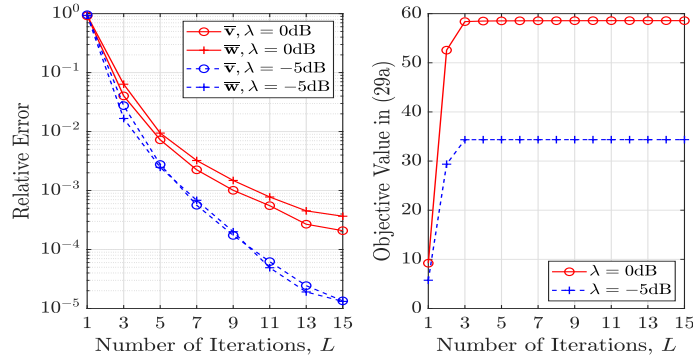 Relative Error
10⁰
10⁻¹
10⁻²
10⁻³
10⁻⁴
10⁻⁵
1 3 5 7 9 11 13 15
Number of Iterations, L
v̅, λ = 0dB
w̅, λ = 0dB
v̅, λ = −5dB
w̅, λ = −5dB
Objective Value in (29a)
60
50
40
30
20
10
0
1 3 5 7 9 11 13 15
Number of Iterations, L
λ = 0dB
λ = −5dB